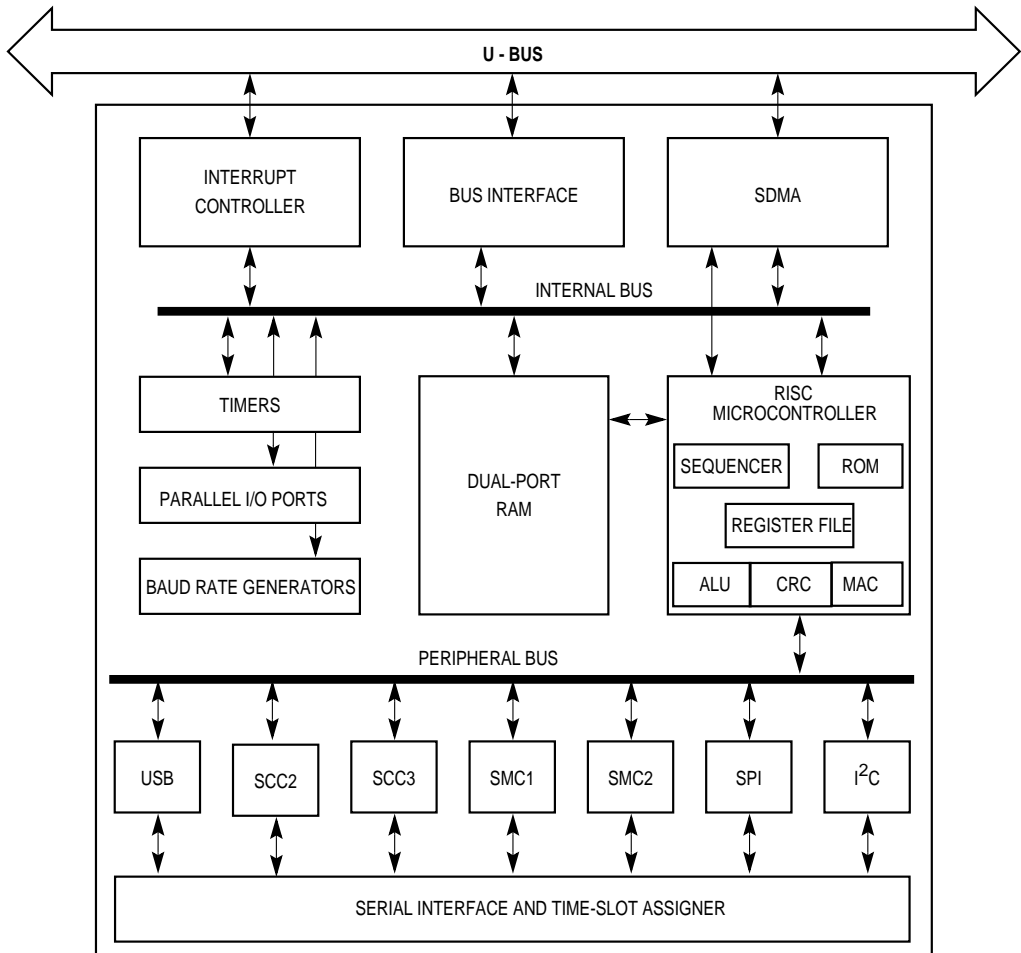 U - BUS
INTERRUPT
CONTROLLER
BUS INTERFACE
SDMA
INTERNAL BUS
TIMERS
PARALLEL I/O PORTS
BAUD RATE GENERATORS
DUAL-PORT
RAM
RISC
MICROCONTROLLER
SEQUENCER
ROM
REGISTER FILE
ALU
CRC
MAC
PERIPHERAL BUS
USB
SCC2
SCC3
SMC1
SMC2
SPI
I²C
SERIAL INTERFACE AND TIME-SLOT ASSIGNER